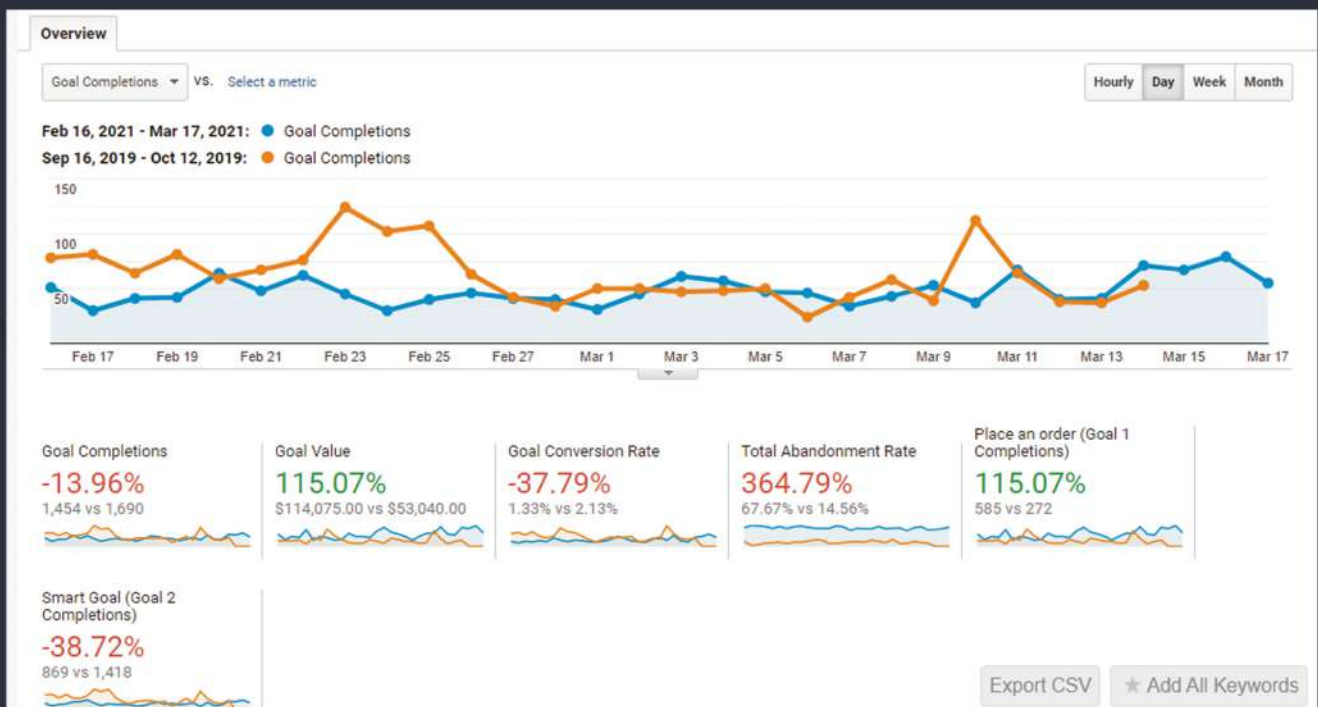 Overview
Goal Completions VS. Select a metric
Hourly Day Week Month
Feb 16, 2021 - Mar 17, 2021: Goal Completions
Sep 16, 2019 - Oct 12, 2019: Goal Completions
150
100
50
Feb 17 Feb 19 Feb 21 Feb 23 Feb 25 Feb 27 Mar 1 Mar 3 Mar 5 Mar 7 Mar 9 Mar 11 Mar 13 Mar 15 Mar 17
Goal Completions
-13.96%
1,454 vs 1,690
Goal Value
115.07%
$114,075.00 vs $53,040.00
Goal Conversion Rate
-37.79%
1.33% vs 2.13%
Total Abandonment Rate
364.79%
67.67% vs 14.56%
Place an order (Goal 1
Completions)
115.07%
585 vs 272
Smart Goal (Goal 2
Completions)
-38.72%
869 vs 1,418
Export CSV
Add All Keywords